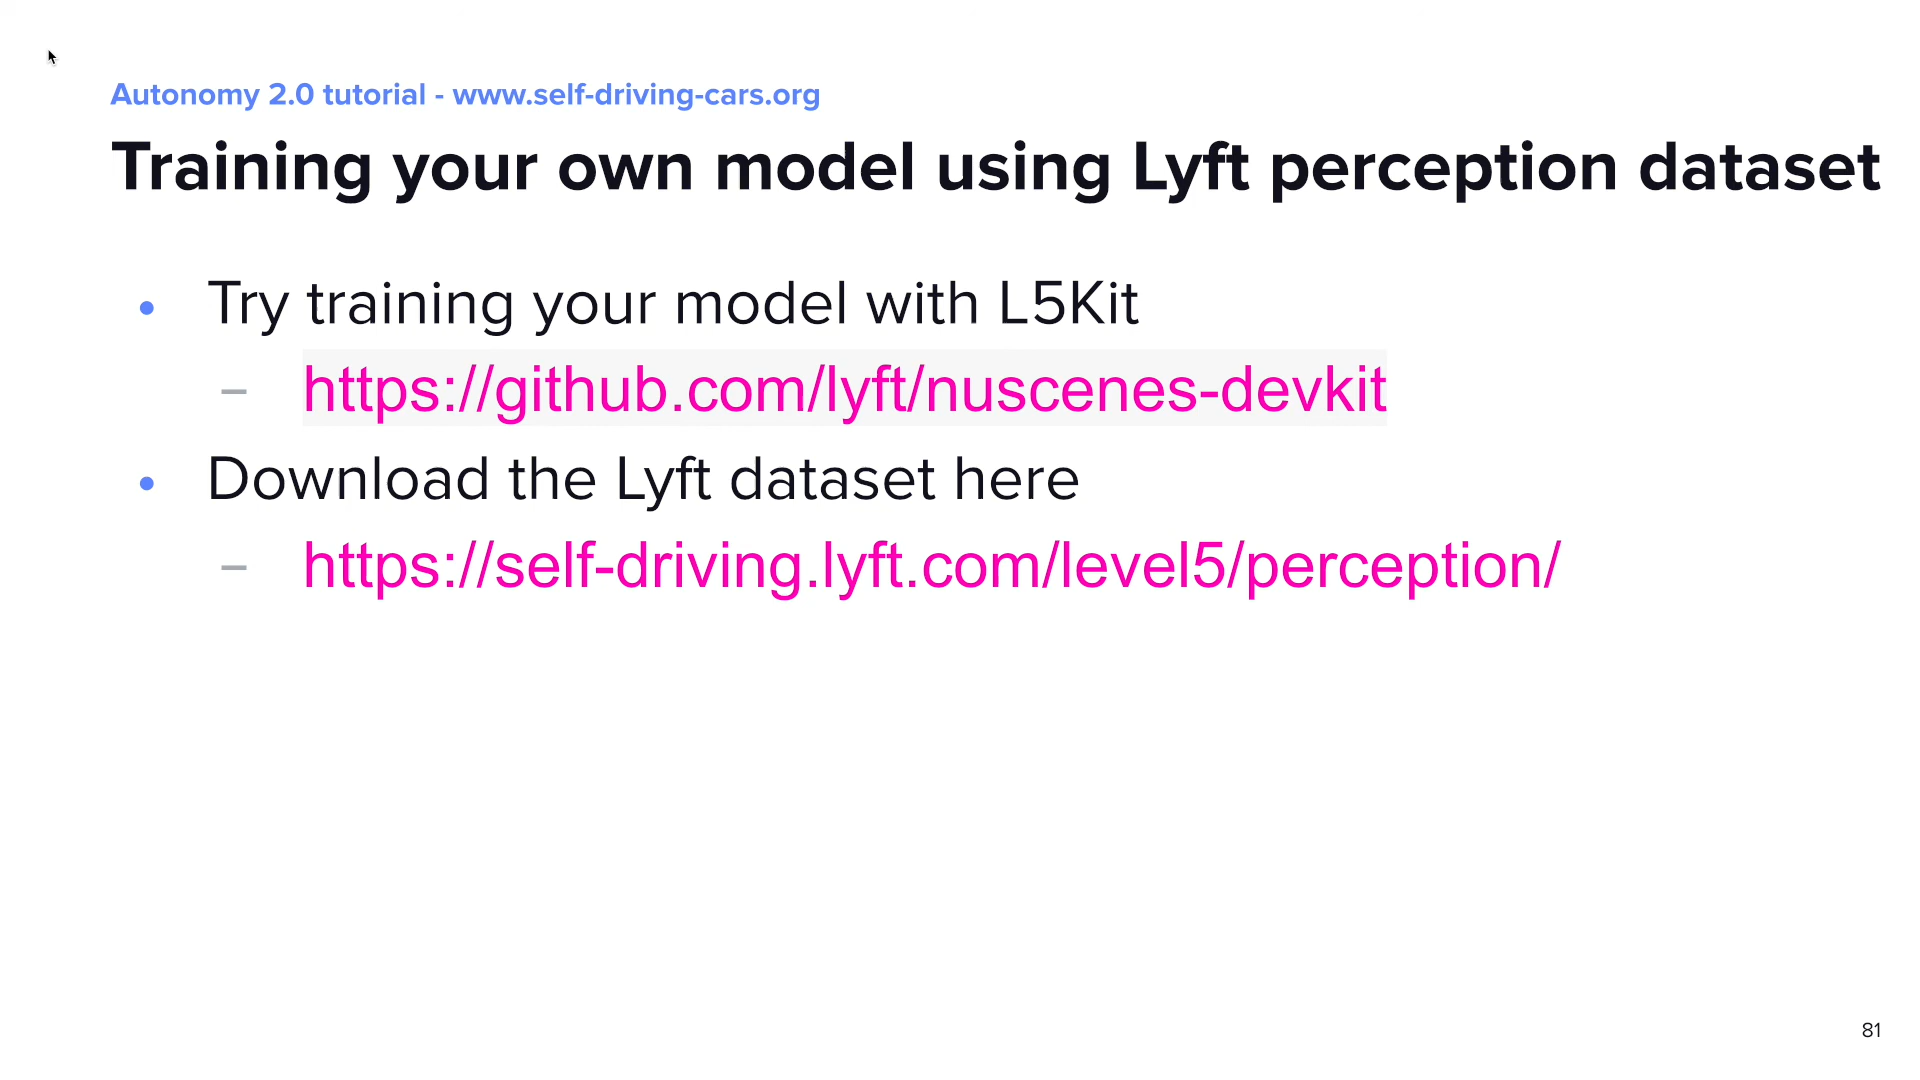 Autonomy 2.0 tutorial - www.self-driving-cars.org
Training your own model using Lyft perception dataset
• Try training your model with L5Kit
– https://github.com/lyft/nuscenes-devkit
• Download the Lyft dataset here
– https://self-driving.lyft.com/level5/perception/
81